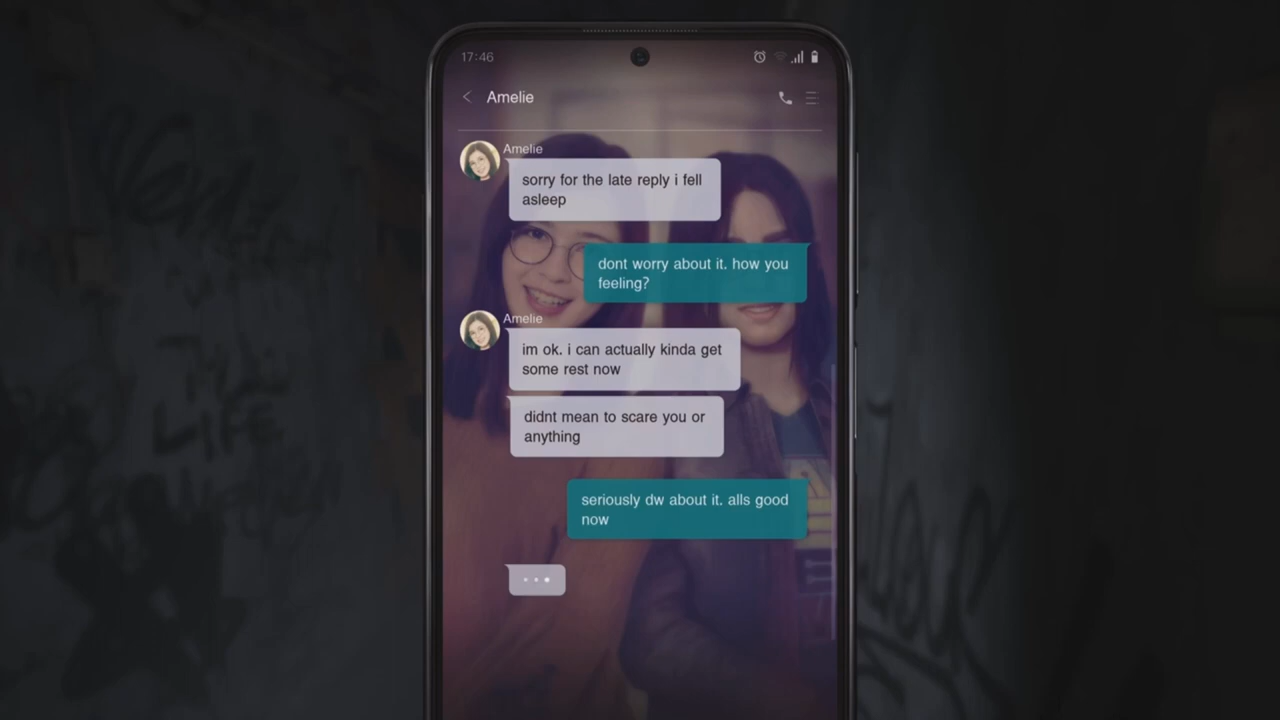 17:46
Amelie
Amelie
sorry for the late reply i fell
asleep
dont worry about it. how you
feeling?
Amelie
im ok. i can actually kinda get
some rest now
didnt mean to scare you or
anything
seriously dw about it. alls good
now
LIFE